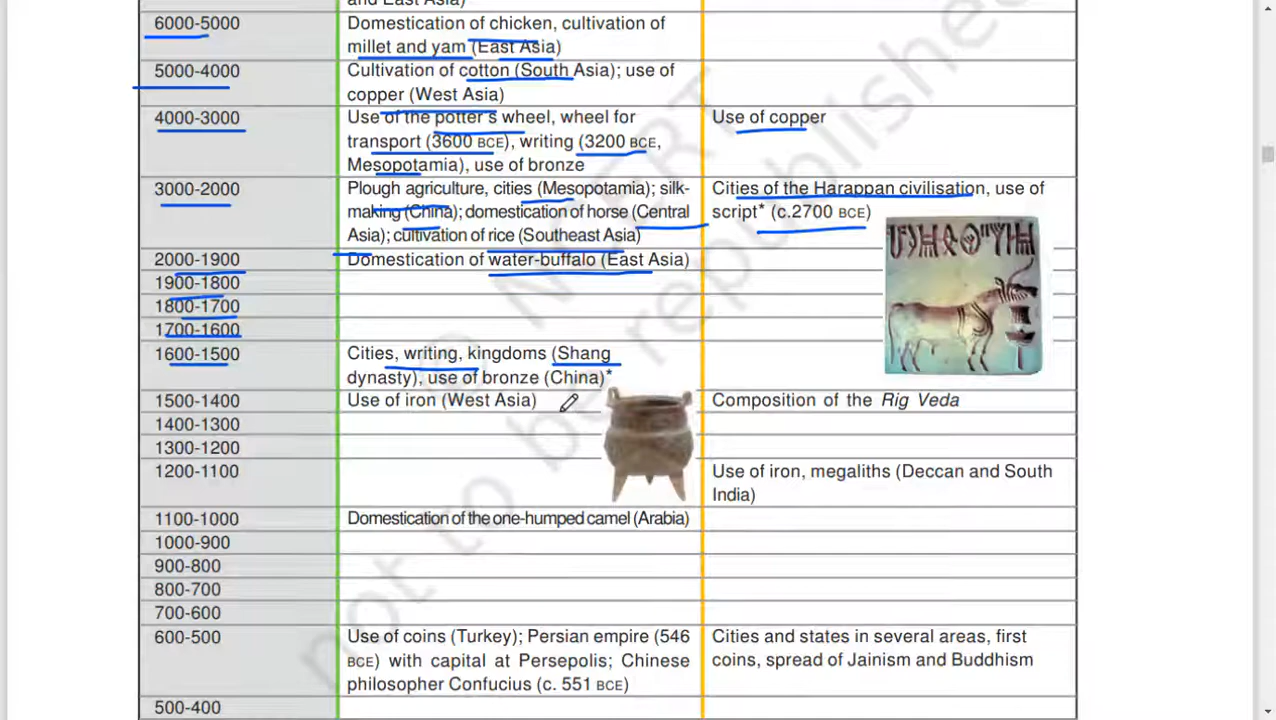 and East Asia)
6000-5000
Domestication of chicken, cultivation of
millet and yam (East Asia)
5000-4000
Cultivation of cotton (South Asia); use of
copper (West Asia)
4000-3000
Use of the potter's wheel, wheel for
transport (3600 BCE), writing (3200 BCE,
Mesopotamia), use of bronze
Use of copper
3000-2000
Plough agriculture, cities (Mesopotamia); silk-
making (China); domestication of horse (Central
Asia); cultivation of rice (Southeast Asia)
Cities of the Harappan civilisation, use of
script* (c.2700 BCE)
2000-1900
Domestication of water-buffalo (East Asia)
1900-1800
1800-1700
1700-1600
1600-1500
Cities, writing, kingdoms (Shang
dynasty), use of bronze (China)*
1500-1400
Use of iron (West Asia)
Composition of the Rig Veda
1400-1300
1300-1200
1200-1100
Use of iron, megaliths (Deccan and South
India)
1100-1000
Domestication of the one-humped camel (Arabia)
1000-900
900-800
800-700
700-600
600-500
Use of coins (Turkey); Persian empire (546
BCE) with capital at Persepolis; Chinese
philosopher Confucius (c. 551 BCE)
Cities and states in several areas, first
coins, spread of Jainism and Buddhism
500-400
© NCERT
not to be republished